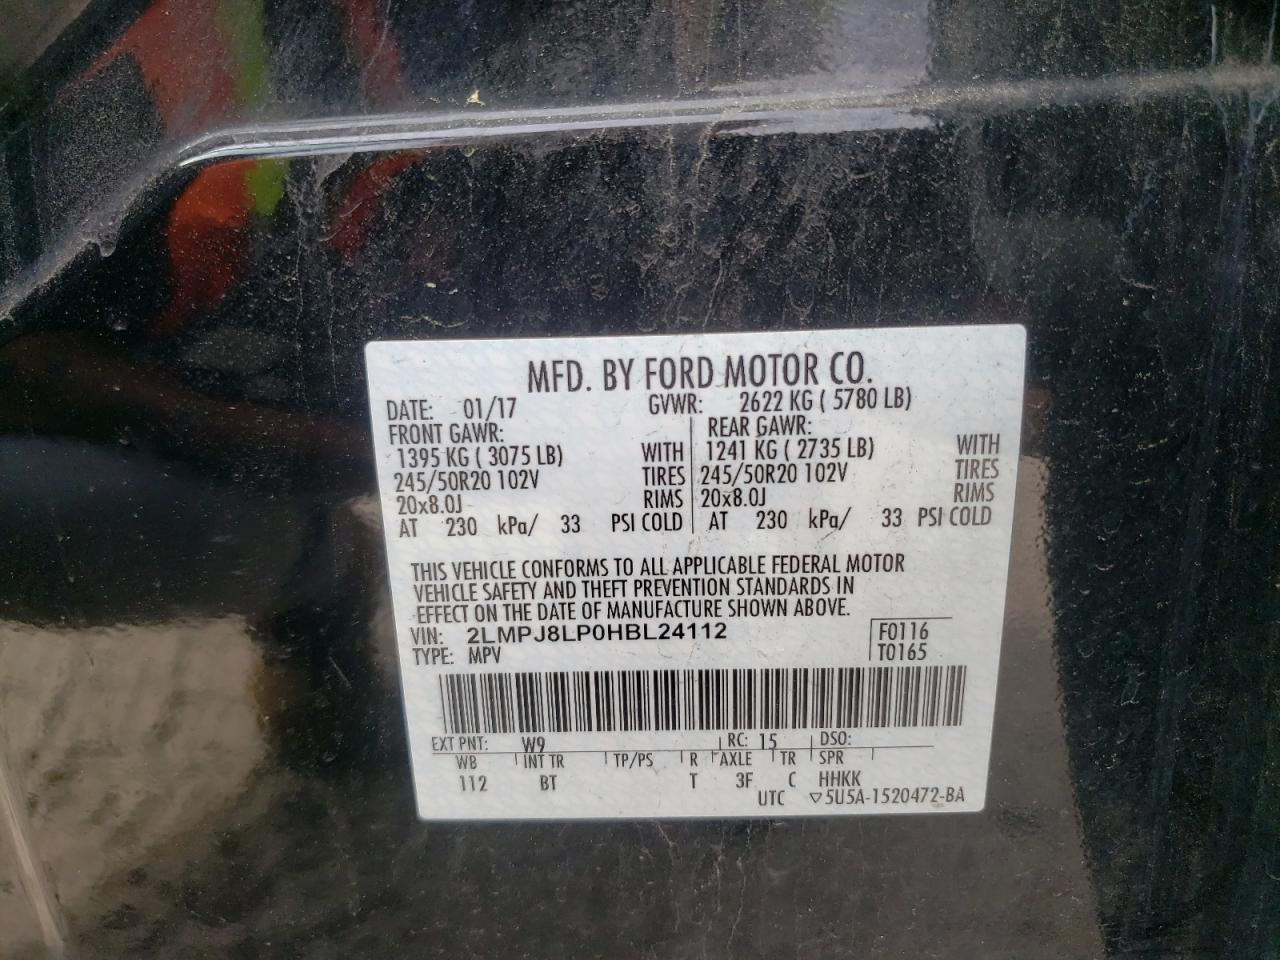 MFD. BY FORD MOTOR CO.
DATE: 01/17 GVWR: 2622 KG ( 5780 LB)
FRONT GAWR: REAR GAWR:
1395 KG ( 3075 LB) WITH 1241 KG ( 2735 LB) WITH
245/50R20 102V TIRES 245/50R20 102V TIRES
20x8.0J RIMS 20x8.0J RIMS
AT 230 kPa/ 33 PSI COLD AT 230 kPa/ 33 PSI COLD
THIS VEHICLE CONFORMS TO ALL APPLICABLE FEDERAL MOTOR
VEHICLE SAFETY AND THEFT PREVENTION STANDARDS IN
EFFECT ON THE DATE OF MANUFACTURE SHOWN ABOVE.
VIN: 2LMPJ8LP0HBL24112 F0116
TYPE: MPV T0165
EXT PNT: W9 RC: 15 DSO:
WB INT TR TP/PS R AXLE TR SPR
112 BT T 3F C HHKK
UTC ▽5U5A-1520472-BA